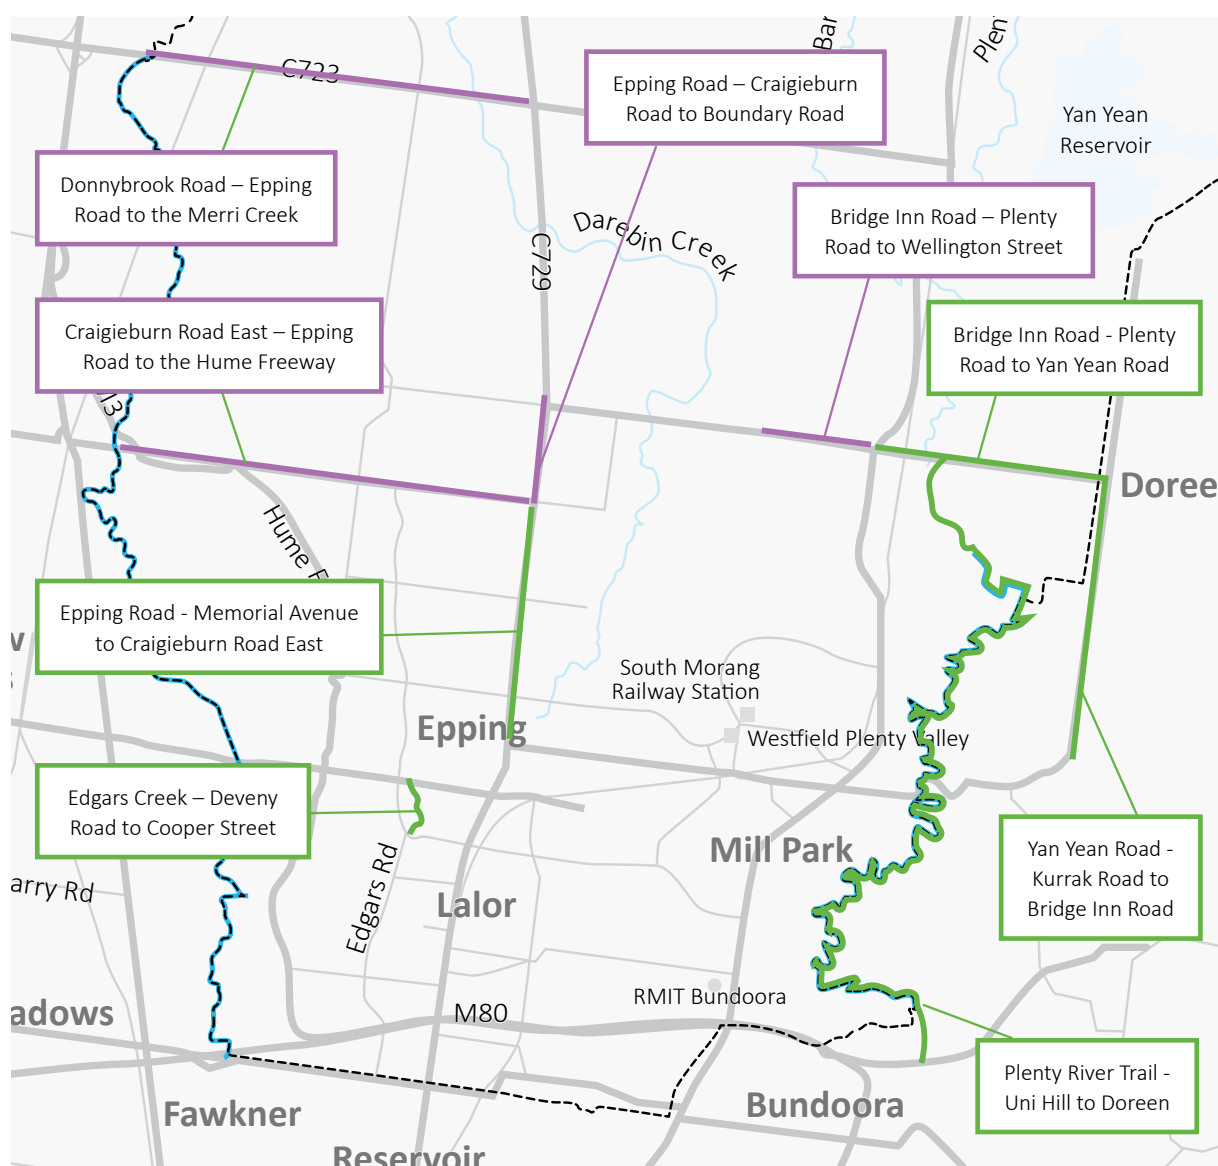 C723
Bar
Plen
Epping Road – Craigieburn
Road to Boundary Road
Yan Yean
Reservoir
Donnybrook Road – Epping
Road to the Merri Creek
Darebin Creek
C729
Bridge Inn Road – Plenty
Road to Wellington Street
Craigieburn Road East – Epping
Road to the Hume Freeway
Bridge Inn Road - Plenty
Road to Yan Yean Road
Doree
Hume F
Epping Road - Memorial Avenue
to Craigieburn Road East
South Morang
Railway Station
Epping
Westfield Plenty Valley
Edgars Creek – Deveny
Road to Cooper Street
Mill Park
Yan Yean Road -
Kurrak Road to
Bridge Inn Road
arry Rd
Edgars Rd
Lalor
RMIT Bundoora
adows
M80
Plenty River Trail -
Uni Hill to Doreen
Fawkner
Bundoora
Reservoir